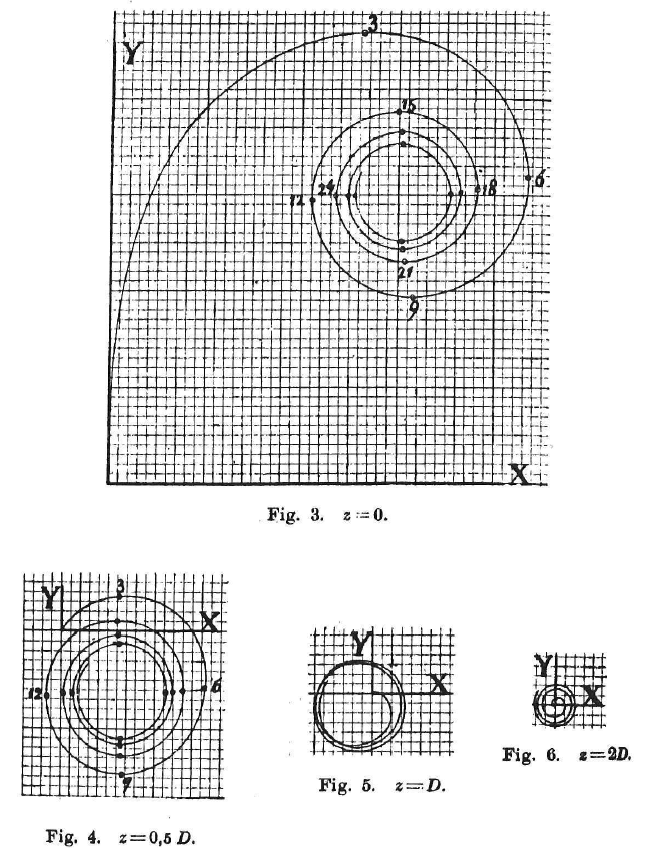 Y
3
15
6
12
24
18
21
9
X
Fig. 3. z = 0.
Y
3
X
12
6
9
Fig. 4. z = 0,5 D.
Y
X
Fig. 5. z = D.
Y
X
Fig. 6. z = 2D.